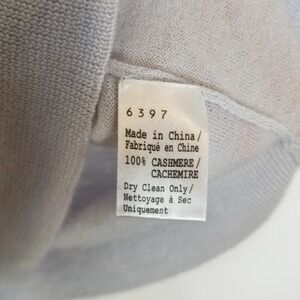 6397
Made in China/
Fabriqué en Chine
100% CASHMERE/
CACHEMIRE
Dry Clean Only/
Nettoyage à Sec
Uniquement